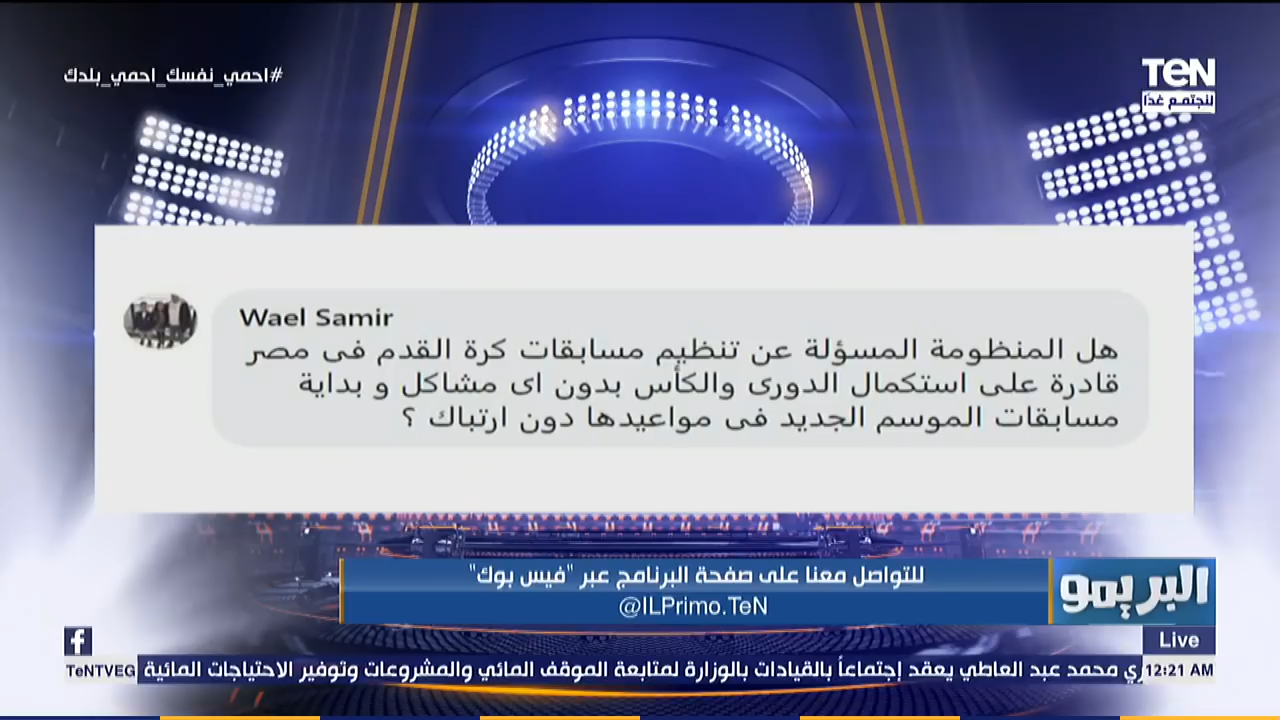 #احمي_نفسك_احمي_بلدك
TeN
لنجتمع غدًا
Wael Samir
هل المنظومة المسؤلة عن تنظيم مسابقات كرة القدم فى مصر
قادرة على استكمال الدورى والكأس بدون اى مشاكل و بداية
مسابقات الموسم الجديد فى مواعيدها دون ارتباك ؟
للتواصل معنا على صفحة البرنامج عبر "فيس بوك"
@ILPrimo.TeN
البريمو
Live
12:21 AM
ري محمد عبد العاطي يعقد إجتماعاً بالقيادات بالوزارة لمتابعة الموقف المائي والمشروعات وتوفير الاحتياجات المائية
f
TeNTVEG